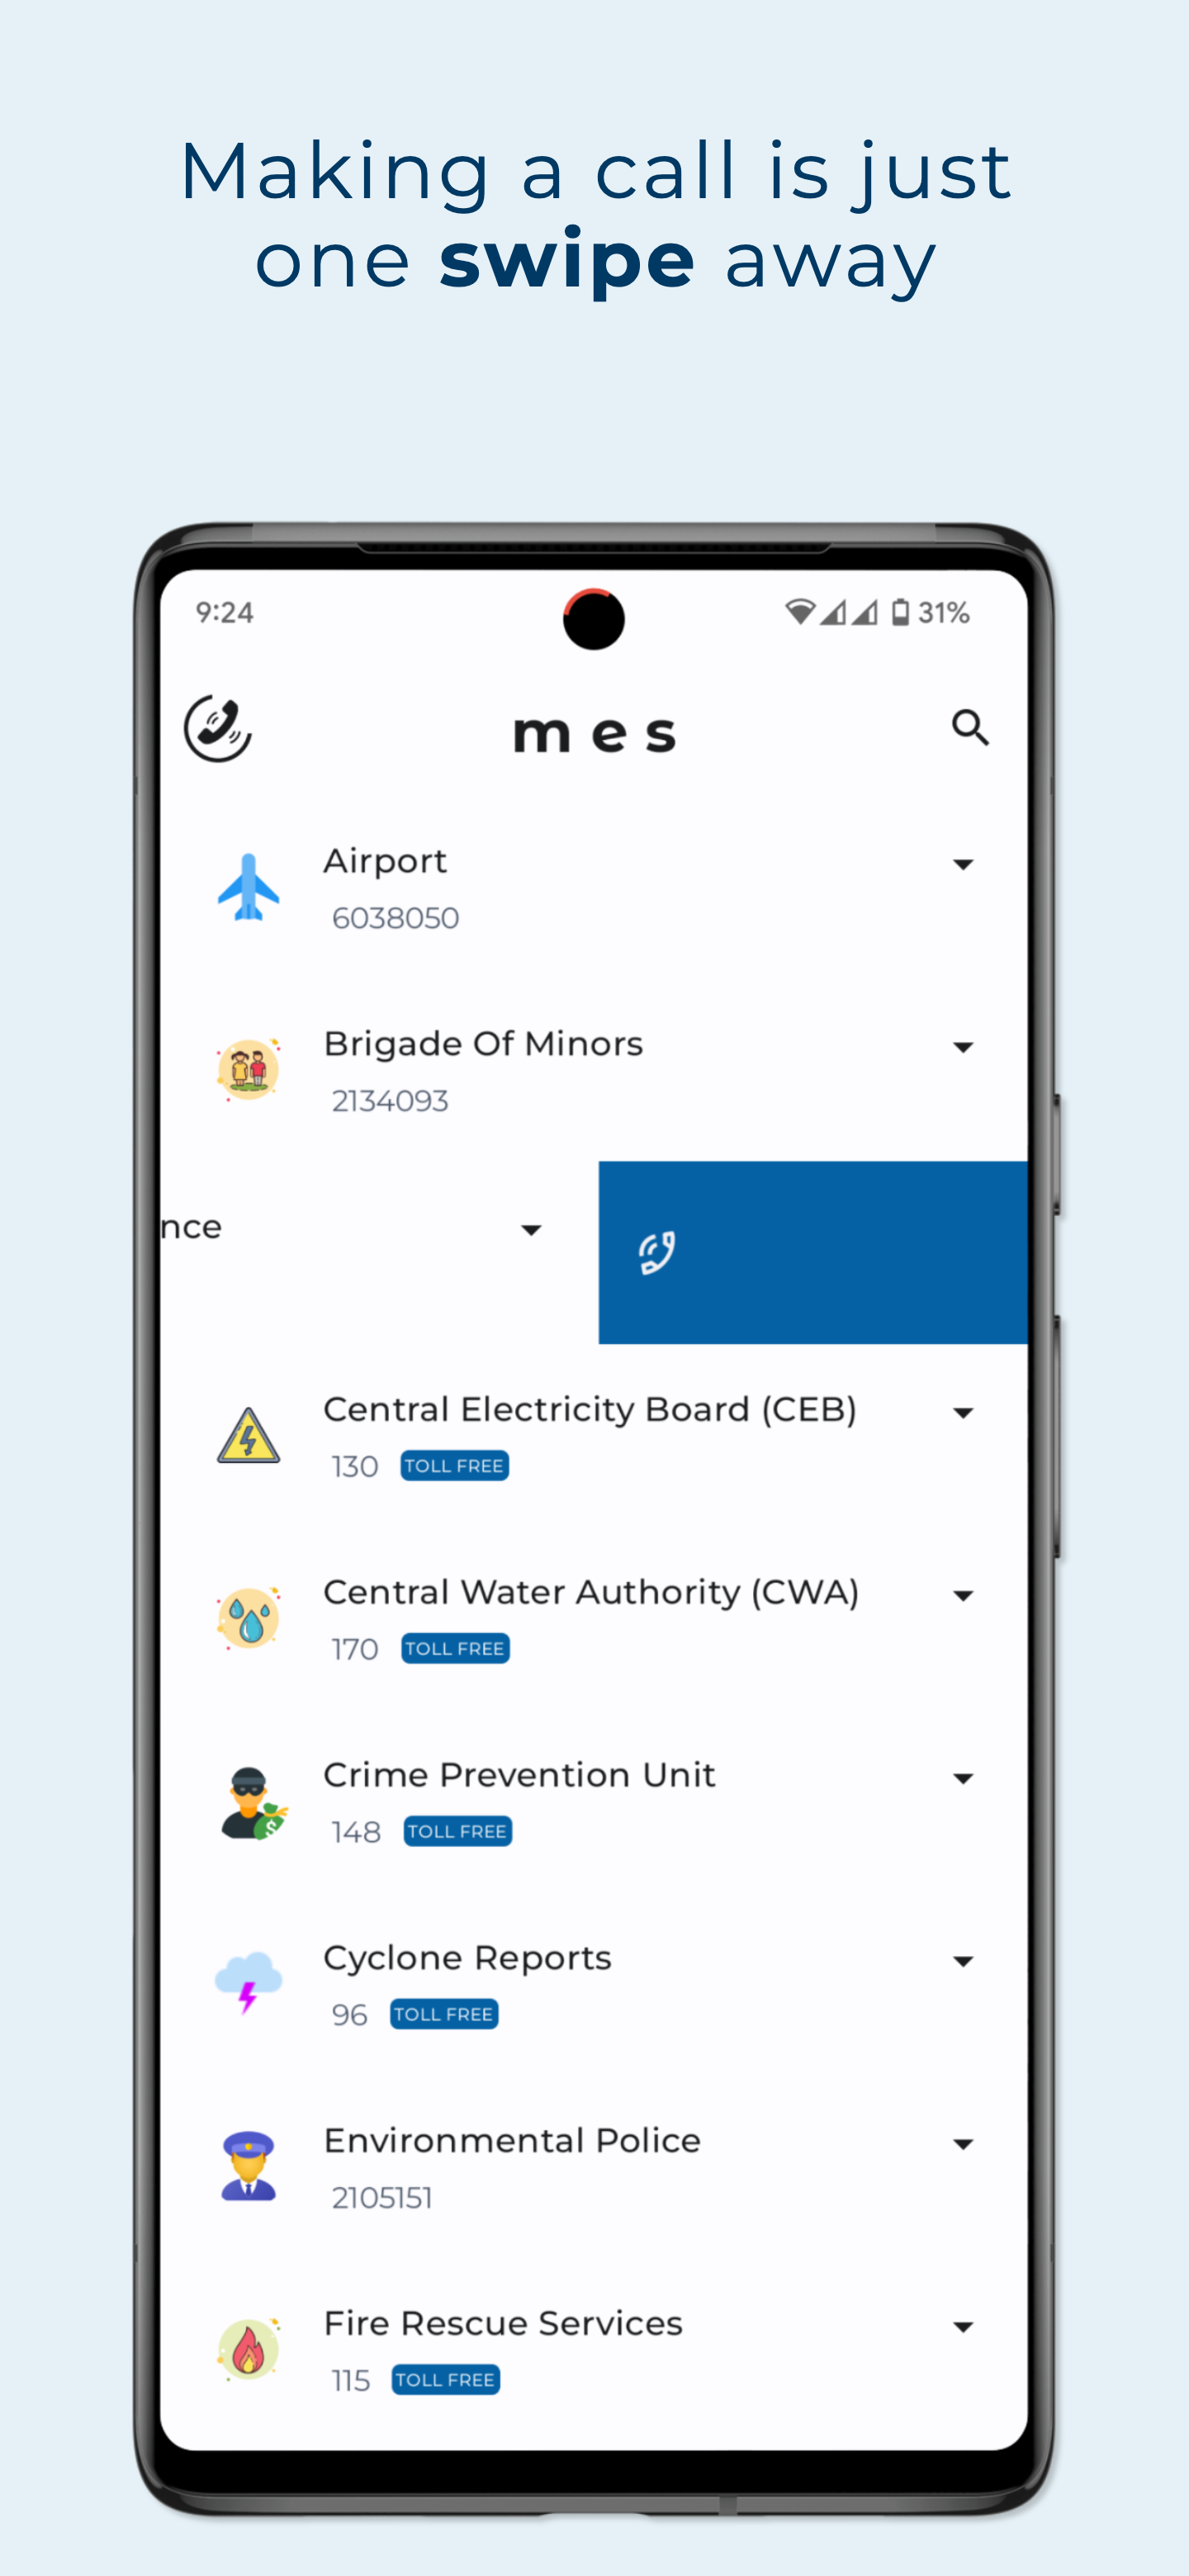 Making a call is just
one swipe away
9:24
31%
mes
Airport
6038050
Brigade Of Minors
2134093
nce
Central Electricity Board (CEB)
130 TOLL FREE
Central Water Authority (CWA)
170 TOLL FREE
Crime Prevention Unit
148 TOLL FREE
Cyclone Reports
96 TOLL FREE
Environmental Police
2105151
Fire Rescue Services
115 TOLL FREE